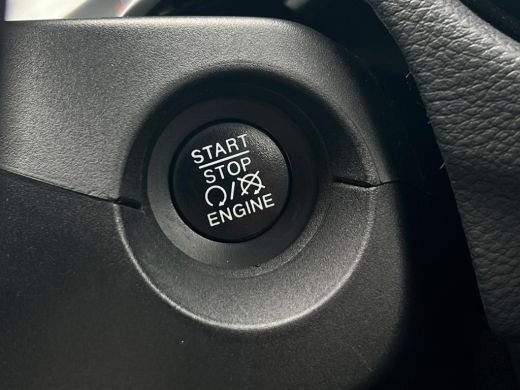 START
STOP
/
ENGINE